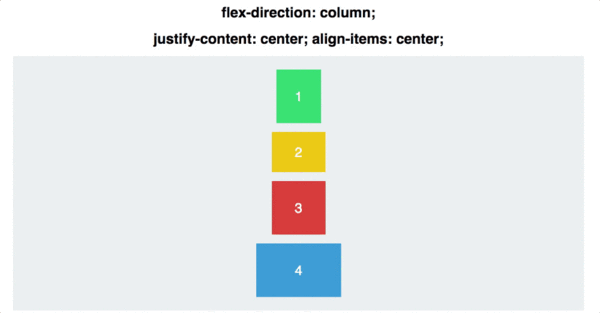 flex-direction: column;
justify-content: center; align-items: center;
1
2
3
4